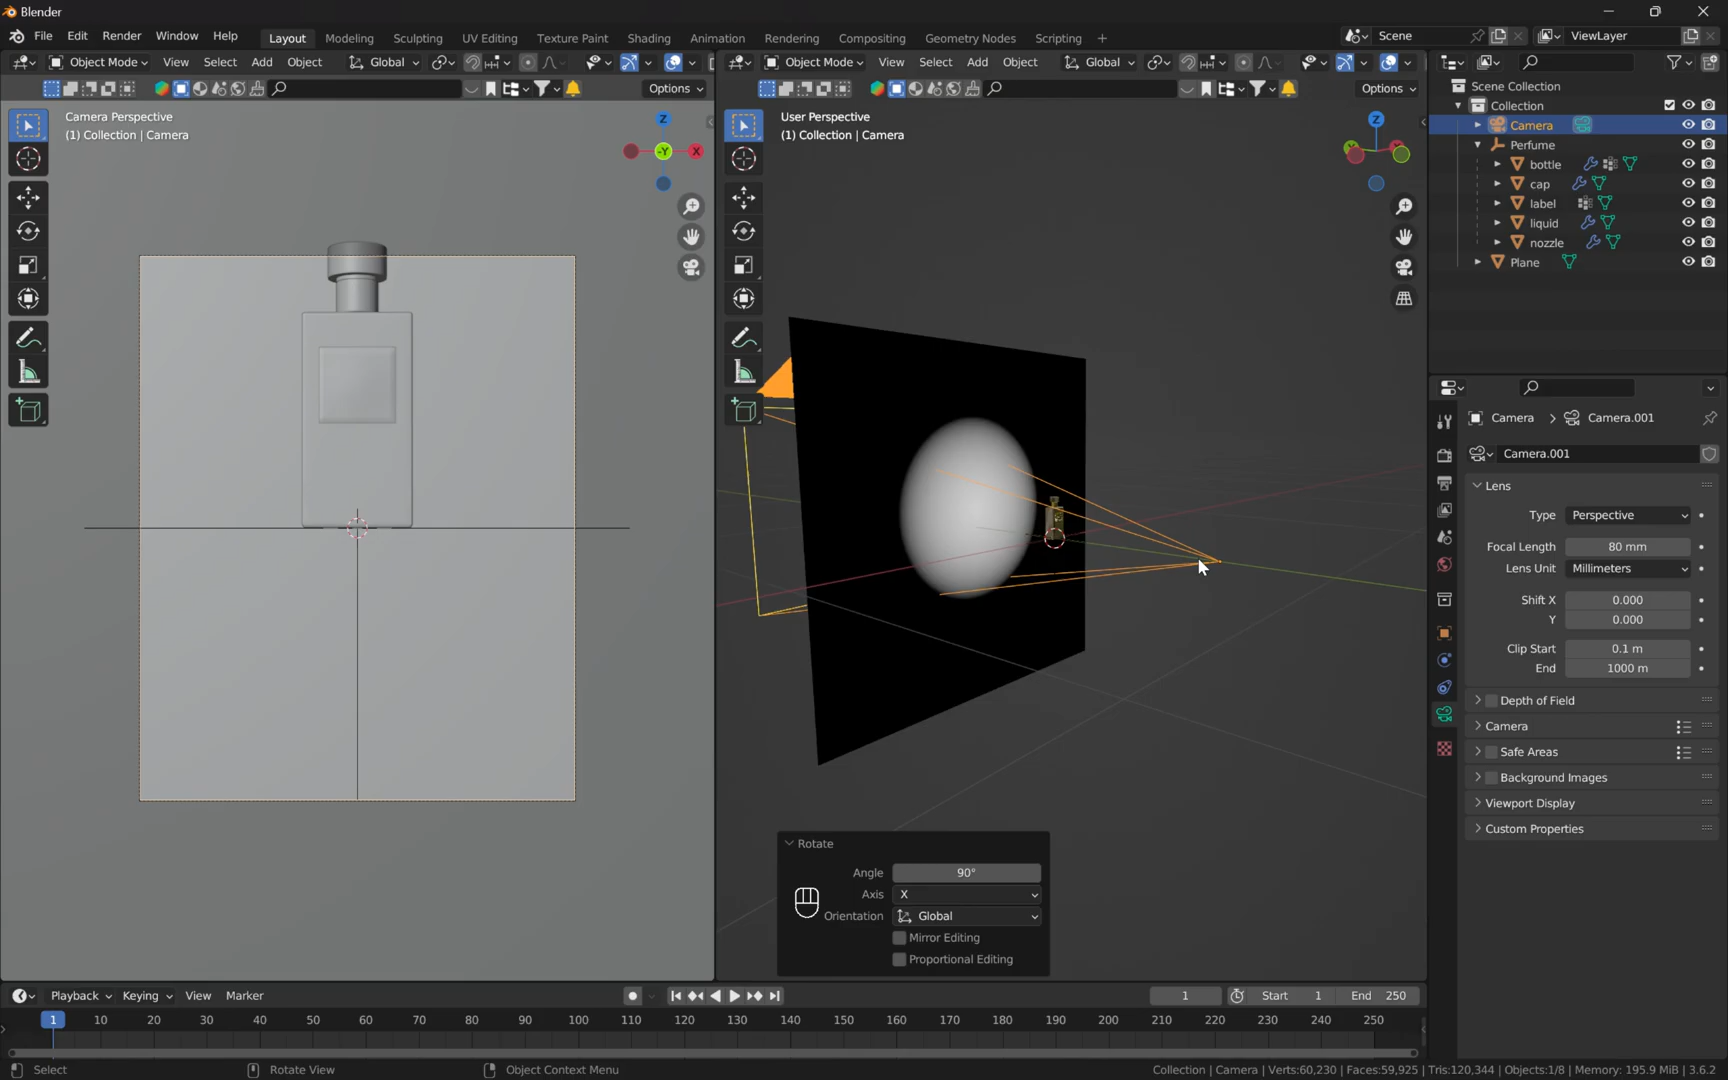 Blender
File Edit Render Window Help
Layout Modeling Sculpting UV Editing Texture Paint Shading Animation Rendering Compositing Geometry Nodes Scripting +
Scene
ViewLayer
Object Mode View Select Add Object Global
Object Mode View Select Add Object Global
Options
Options
Camera Perspective
(1) Collection | Camera
Z
-Y
X
User Perspective
(1) Collection | Camera
Z
Scene Collection
Collection
Camera
Perfume
bottle
cap
label
liquid
nozzle
Plane
Camera > Camera.001
Camera.001
Lens
Type Perspective
Focal Length 80 mm
Lens Unit Millimeters
Shift X 0.000
Y 0.000
Clip Start 0.1 m
End 1000 m
Depth of Field
Camera
Safe Areas
Background Images
Viewport Display
Custom Properties
Rotate
Angle 90°
Axis X
Orientation Global
Mirror Editing
Proportional Editing
Playback Keying View Marker
1
Start 1
End 250
1 10 20 30 40 50 60 70 80 90 100 110 120 130 140 150 160 170 180 190 200 210 220 230 240 250
Select
Rotate View
Object Context Menu
Collection | Camera | Verts:60,230 | Faces:59,925 | Tris:120,344 | Objects:1/8 | Memory: 195.9 MiB | 3.6.2